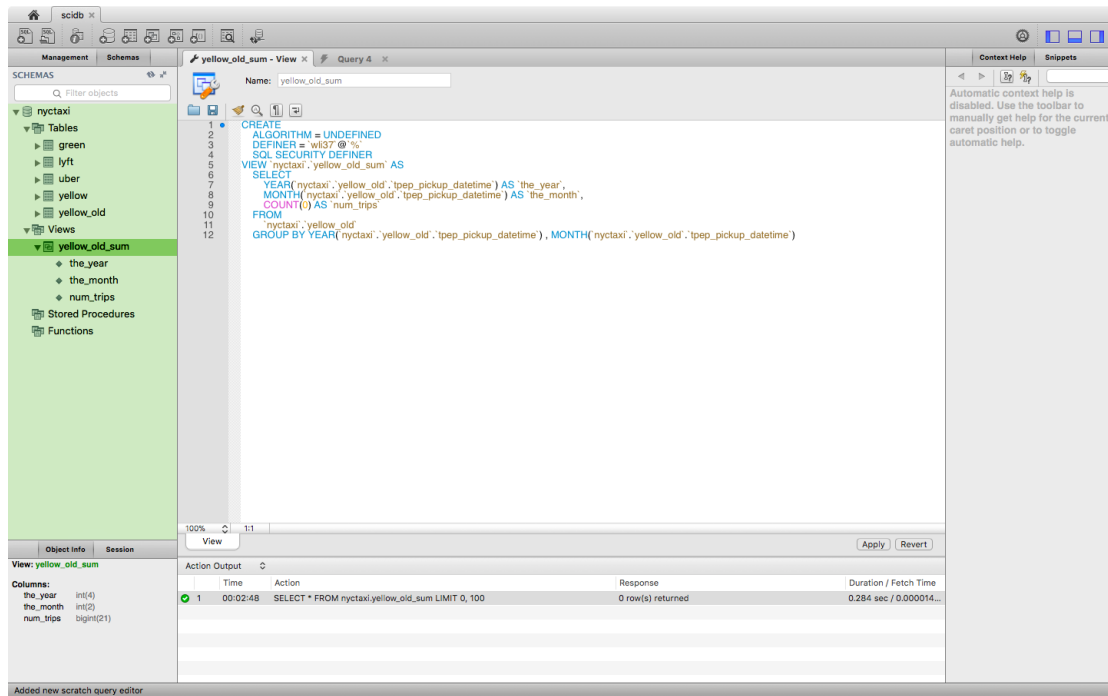 scidb ×
Management Schemas
SCHEMAS
Filter objects
nyctaxi
Tables
green
lyft
uber
yellow
yellow_old
Views
yellow_old_sum
the_year
the_month
num_trips
Stored Procedures
Functions
Object Info Session
View: yellow_old_sum
Columns:
the_year int(4)
the_month int(2)
num_trips bigint(21)
yellow_old_sum - View × Query 4 ×
Name: yellow_old_sum
1 CREATE
2 ALGORITHM = UNDEFINED
3 DEFINER = `wli37`@`%`
4 SQL SECURITY DEFINER
5 VIEW `nyctaxi`.`yellow_old_sum` AS
6 SELECT
7 YEAR(`nyctaxi`.`yellow_old`.`tpep_pickup_datetime`) AS `the_year`,
8 MONTH(`nyctaxi`.`yellow_old`.`tpep_pickup_datetime`) AS `the_month`,
9 COUNT(0) AS `num_trips`
10 FROM
11 `nyctaxi`.`yellow_old`
12 GROUP BY YEAR(`nyctaxi`.`yellow_old`.`tpep_pickup_datetime`) , MONTH(`nyctaxi`.`yellow_old`.`tpep_pickup_datetime`)
100% 1:1
View
Apply Revert
Action Output
Time Action Response Duration / Fetch Time
1 00:02:48 SELECT * FROM nyctaxi.yellow_old_sum LIMIT 0, 100 0 row(s) returned 0.284 sec / 0.000014...
Context Help Snippets
Automatic context help is
disabled. Use the toolbar to
manually get help for the current
caret position or to toggle
automatic help.
Added new scratch query editor